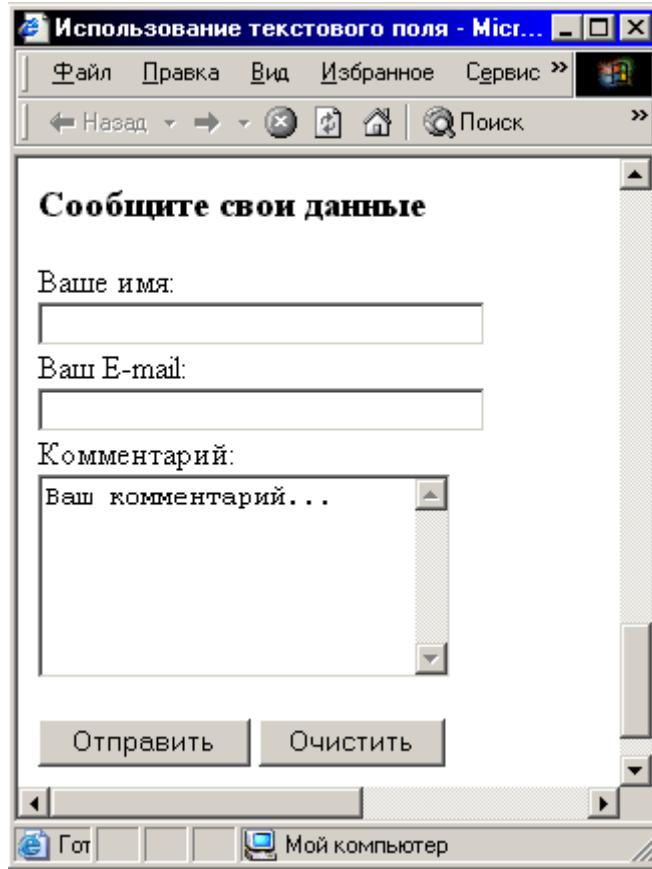 Использование текстового поля - Micr...
Файл Правка Вид Избранное Сервис »
Назад Поиск »
Сообщите свои данные
Ваше имя:
Ваш E-mail:
Комментарий:
Ваш комментарий...
Отправить Очистить
Гот Мой компьютер